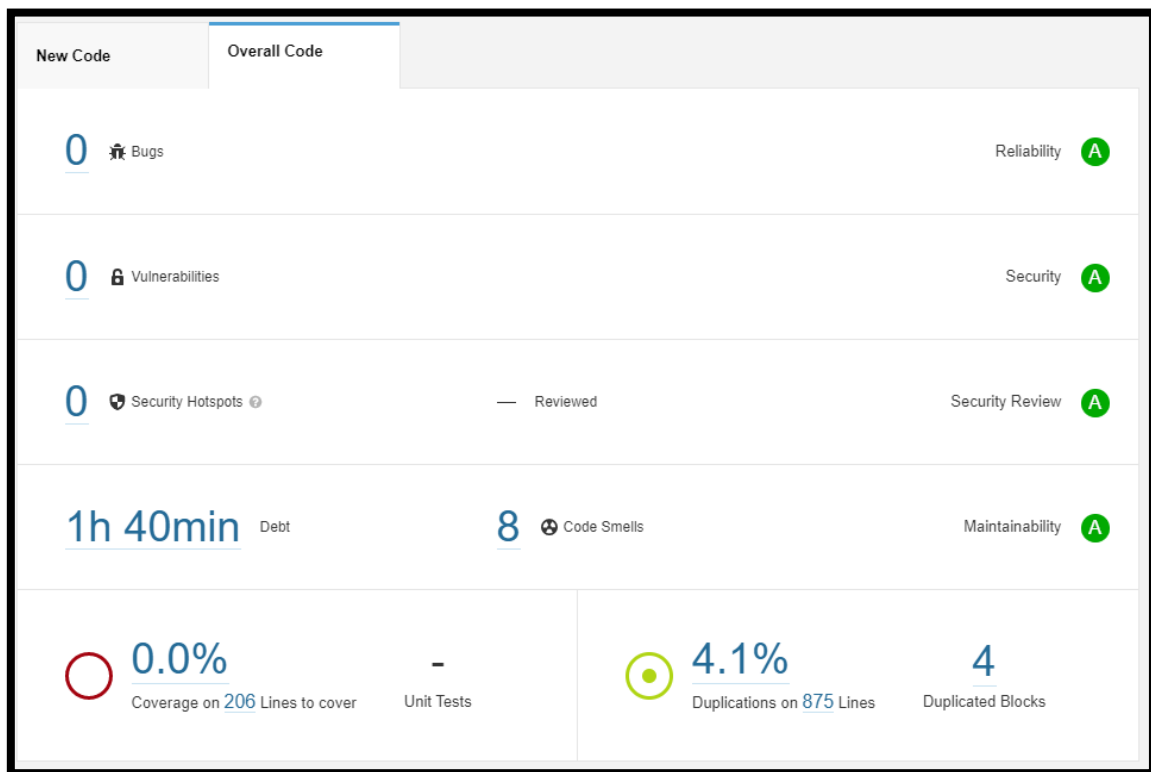 New Code
Overall Code
0 Bugs
Reliability A
0 Vulnerabilities
Security A
0 Security Hotspots ?
— Reviewed
Security Review A
1h 40min Debt
8 Code Smells
Maintainability A
0.0%
Coverage on 206 Lines to cover
-
Unit Tests
4.1%
Duplications on 875 Lines
4
Duplicated Blocks